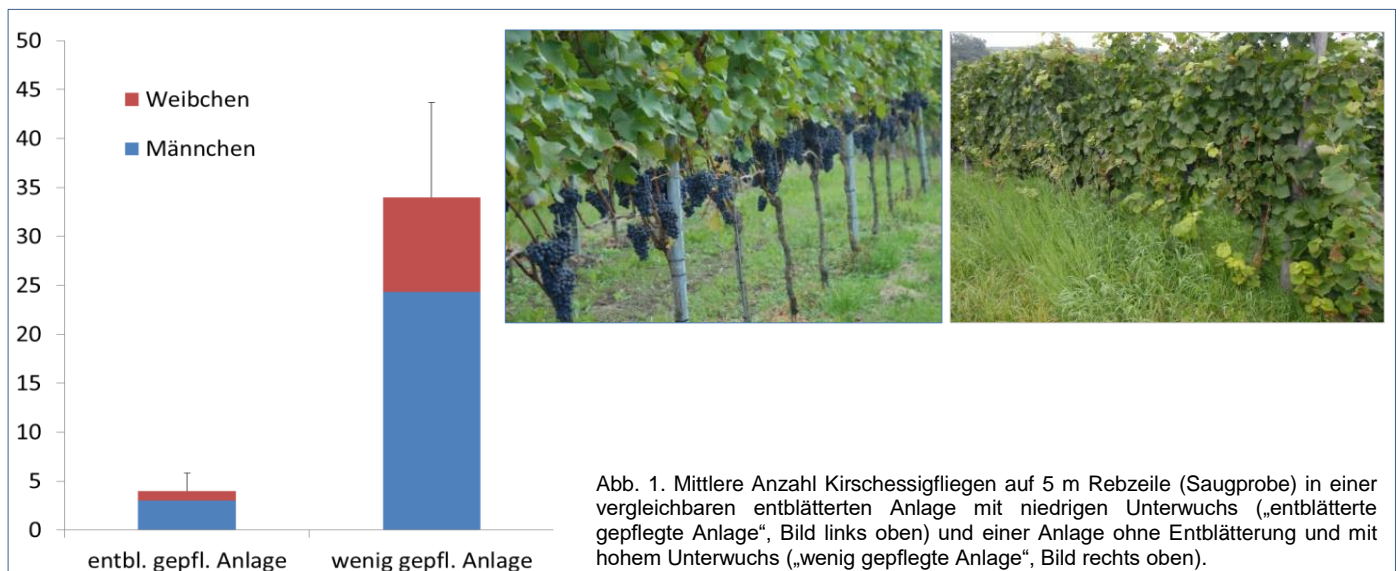 50
45
40
35
30
25
20
15
10
5
0
Weibchen
Männchen
entbl. gepfl. Anlage
wenig gepfl. Anlage
Abb. 1. Mittlere Anzahl Kirschessigfliegen auf 5 m Rebzeile (Saugprobe) in einer
vergleichbaren entblätterten Anlage mit niedrigen Unterwuchs („entblätterte
gepflegte Anlage“, Bild links oben) und einer Anlage ohne Entblätterung und mit
hohem Unterwuchs („wenig gepflegte Anlage“, Bild rechts oben).